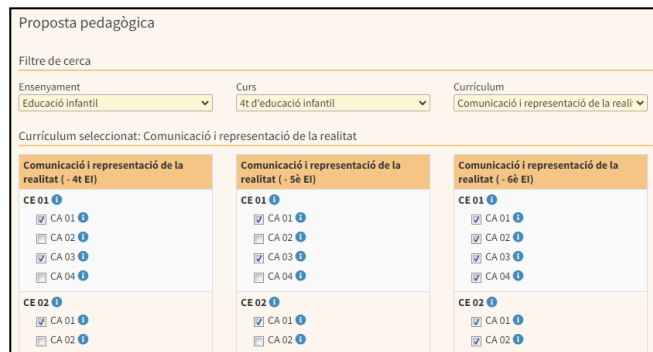 Proposta pedagògica
Filtre de cerca
Ensenyament
Educació infantil
Curs
4t d'educació infantil
Currículum
Comunicació i representació de la reali
Currículum seleccionat: Comunicació i representació de la realitat
Comunicació i representació de la
realitat ( - 4t EI)
CE 01
CA 01
CA 02
CA 03
CA 04
CE 02
CA 01
CA 02
Comunicació i representació de la
realitat ( - 5è EI)
CE 01
CA 01
CA 02
CA 03
CA 04
CE 02
CA 01
CA 02
Comunicació i representació de la
realitat ( - 6è EI)
CE 01
CA 01
CA 02
CA 03
CA 04
CE 02
CA 01
CA 02